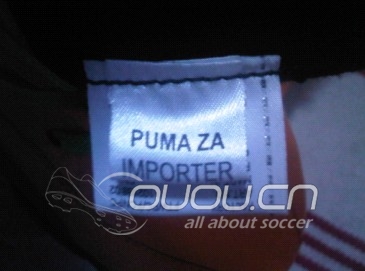 PUMA ZA
IMPORTER
ouou.cn
all about soccer